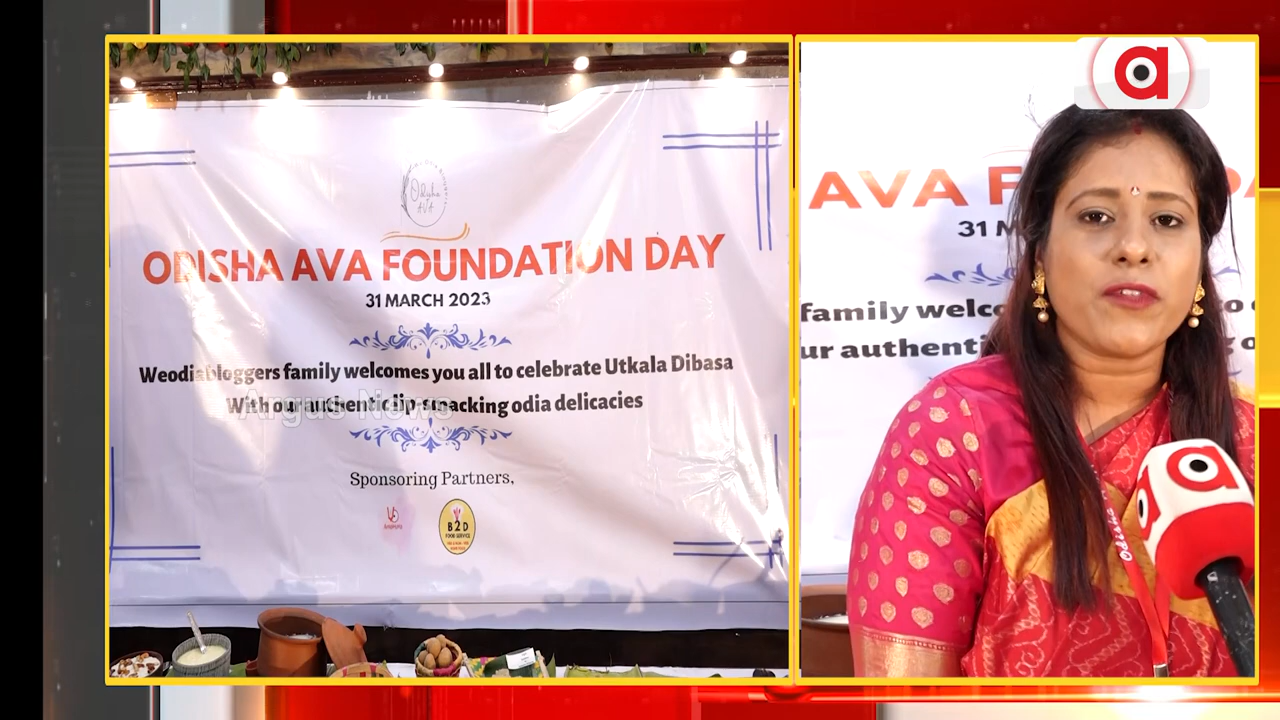 Odisha
AVA
ODISHA AVA FOUNDATION DAY
31 MARCH 2023
Weodiabloggers family welcomes you all to celebrate Utkala Dibasa
With our authentic lip-smacking odia delicacies
Argus News
Sponsoring Partners,
B2D
FOOD SERVICE
a
AVA F
31 M
family welco
to
ur authenti
a
Odisha